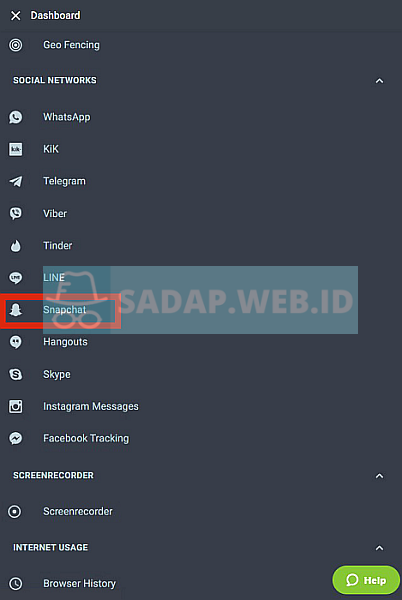 Dashboard
Geo Fencing
SOCIAL NETWORKS
WhatsApp
kik.
KiK
Telegram
Viber
Tinder
LINE
LINE
SADAP.WEB.ID
Snapchat
Hangouts
Skype
Instagram Messages
Facebook Tracking
SCREENRECORDER
Screenrecorder
INTERNET USAGE
Help
Browser History